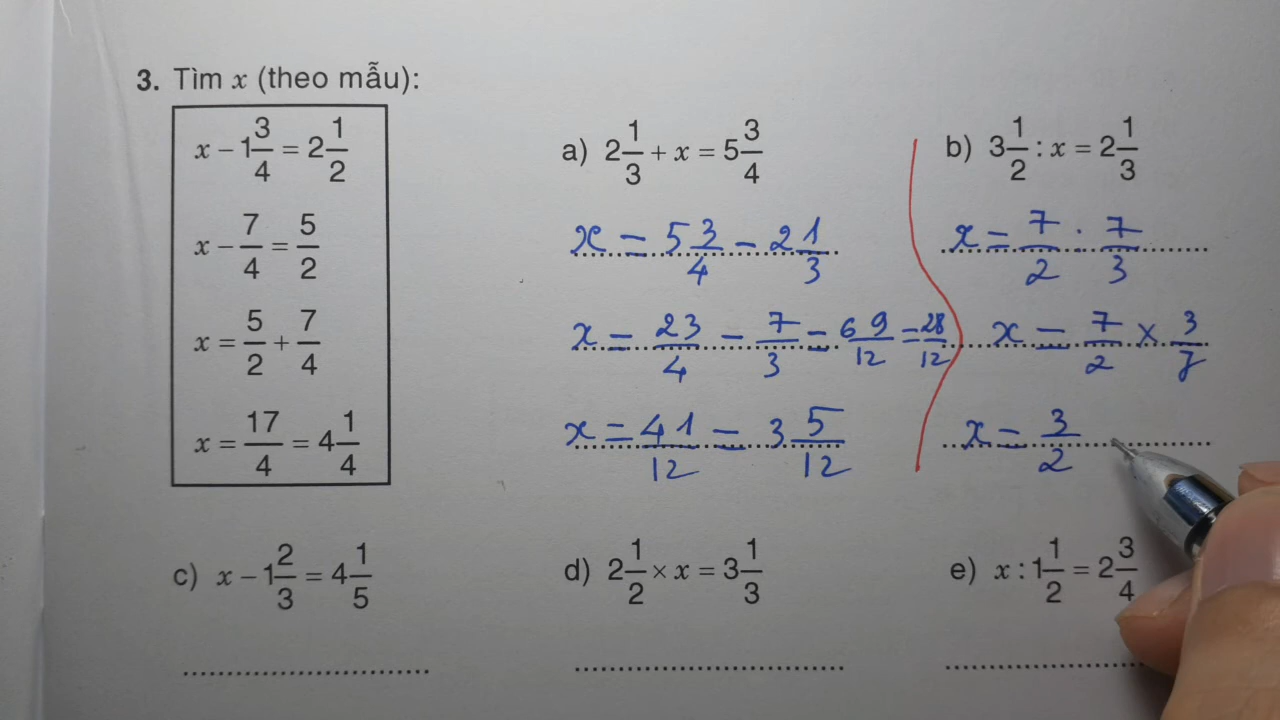 3. Tìm x (theo mẫu):
x − 1 3/4 = 2 1/2
x − 7/4 = 5/2
x = 5/2 + 7/4
x = 17/4 = 4 1/4
a) 2 1/3 + x = 5 3/4
x = 5 3/4 − 2 1/3
x = 23/4 − 7/3 = 69/12 = 28/12
x = 41/12 = 3 5/12
b) 3 1/2 : x = 2 1/3
x = 7/2 : 7/3
x = 7/2 × 3/7
x = 3/2
c) x − 1 2/3 = 4 1/5
d) 2 1/2 × x = 3 1/3
e) x : 1 1/2 = 2 3/4